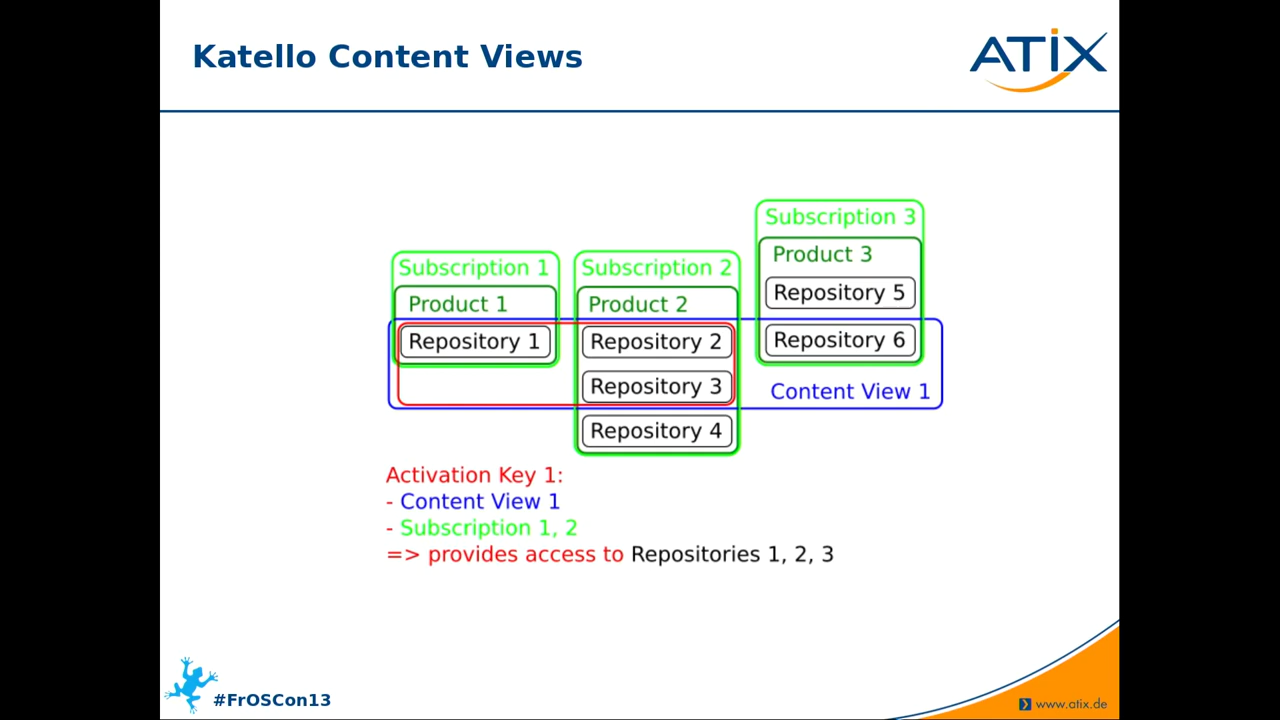 Katello Content Views
ATIX
Subscription 3
Product 3
Repository 5
Repository 6
Subscription 1
Product 1
Repository 1
Subscription 2
Product 2
Repository 2
Repository 3
Repository 4
Content View 1
Activation Key 1:
- Content View 1
- Subscription 1, 2
=> provides access to Repositories 1, 2, 3
#FrOSCon13
www.atix.de